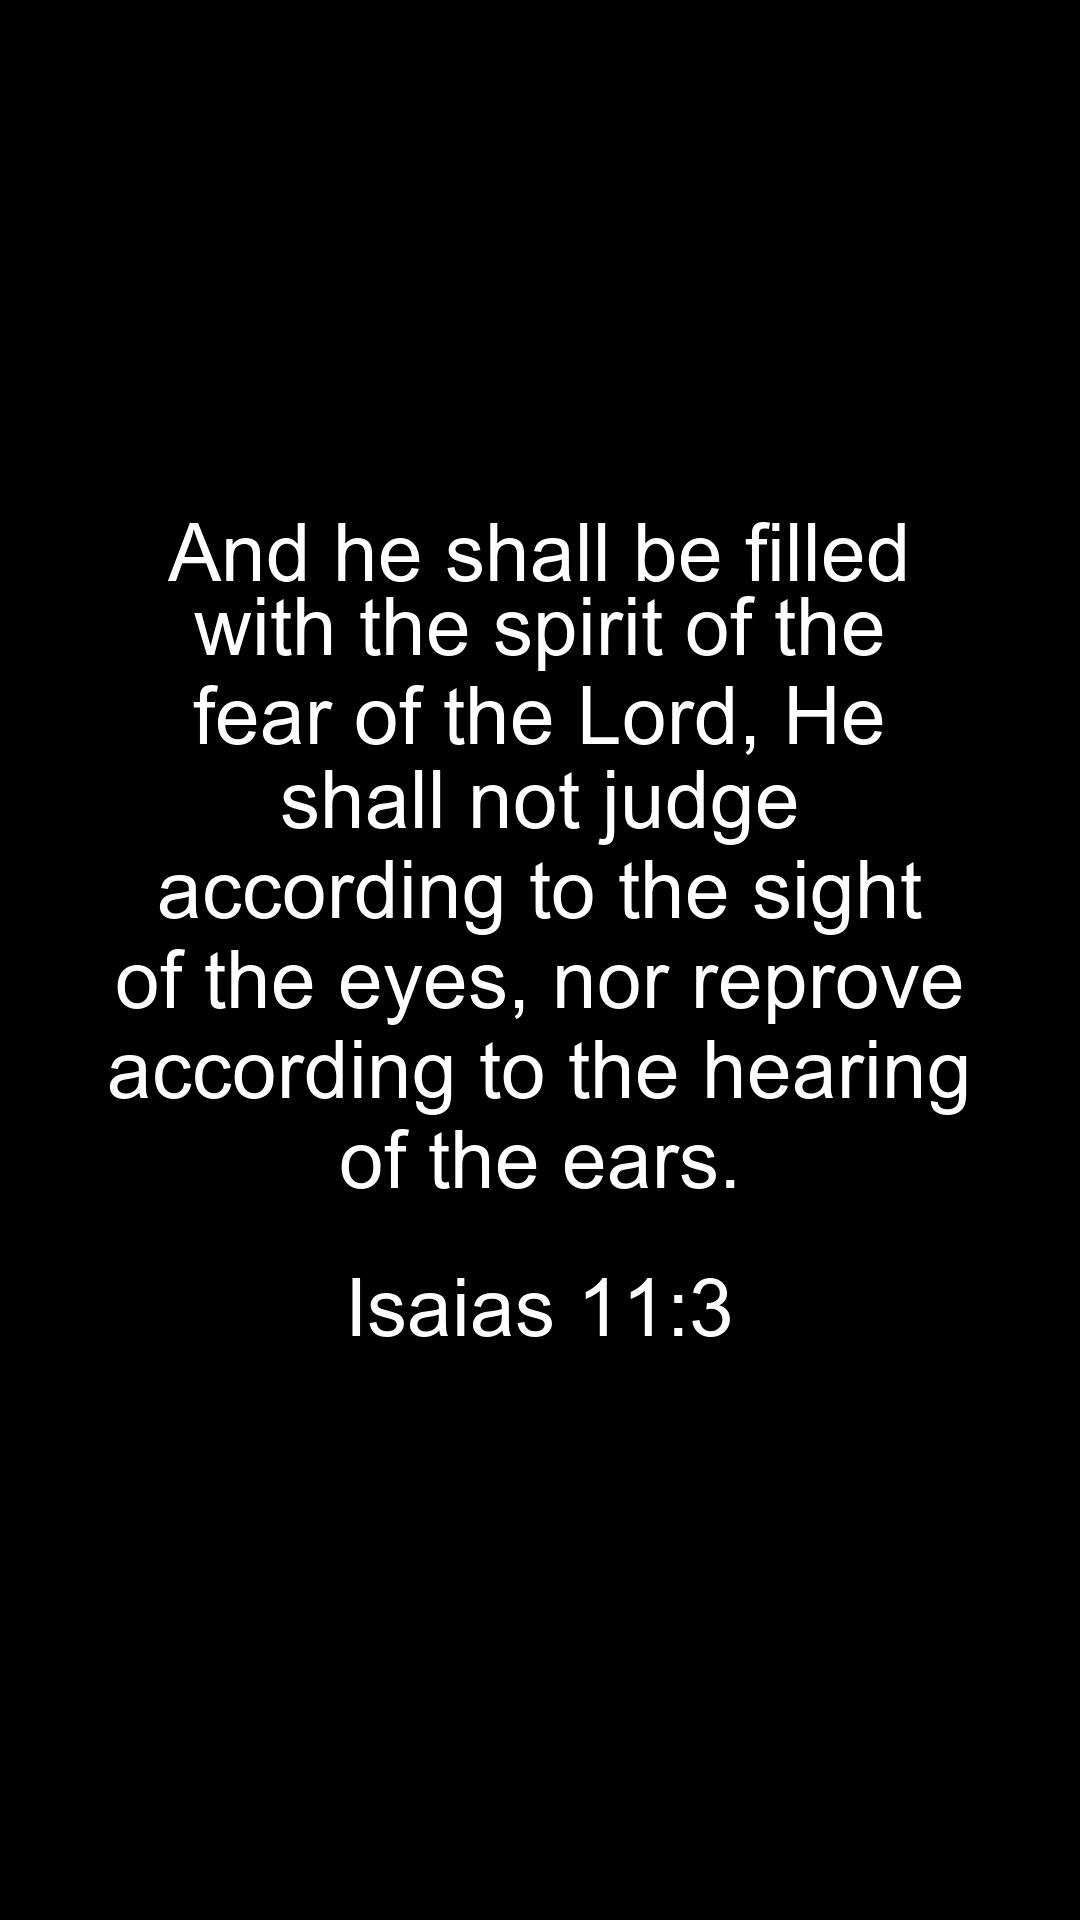 And he shall be filled
with the spirit of the
fear of the Lord, He
shall not judge
according to the sight
of the eyes, nor reprove
according to the hearing
of the ears.
Isaias 11:3